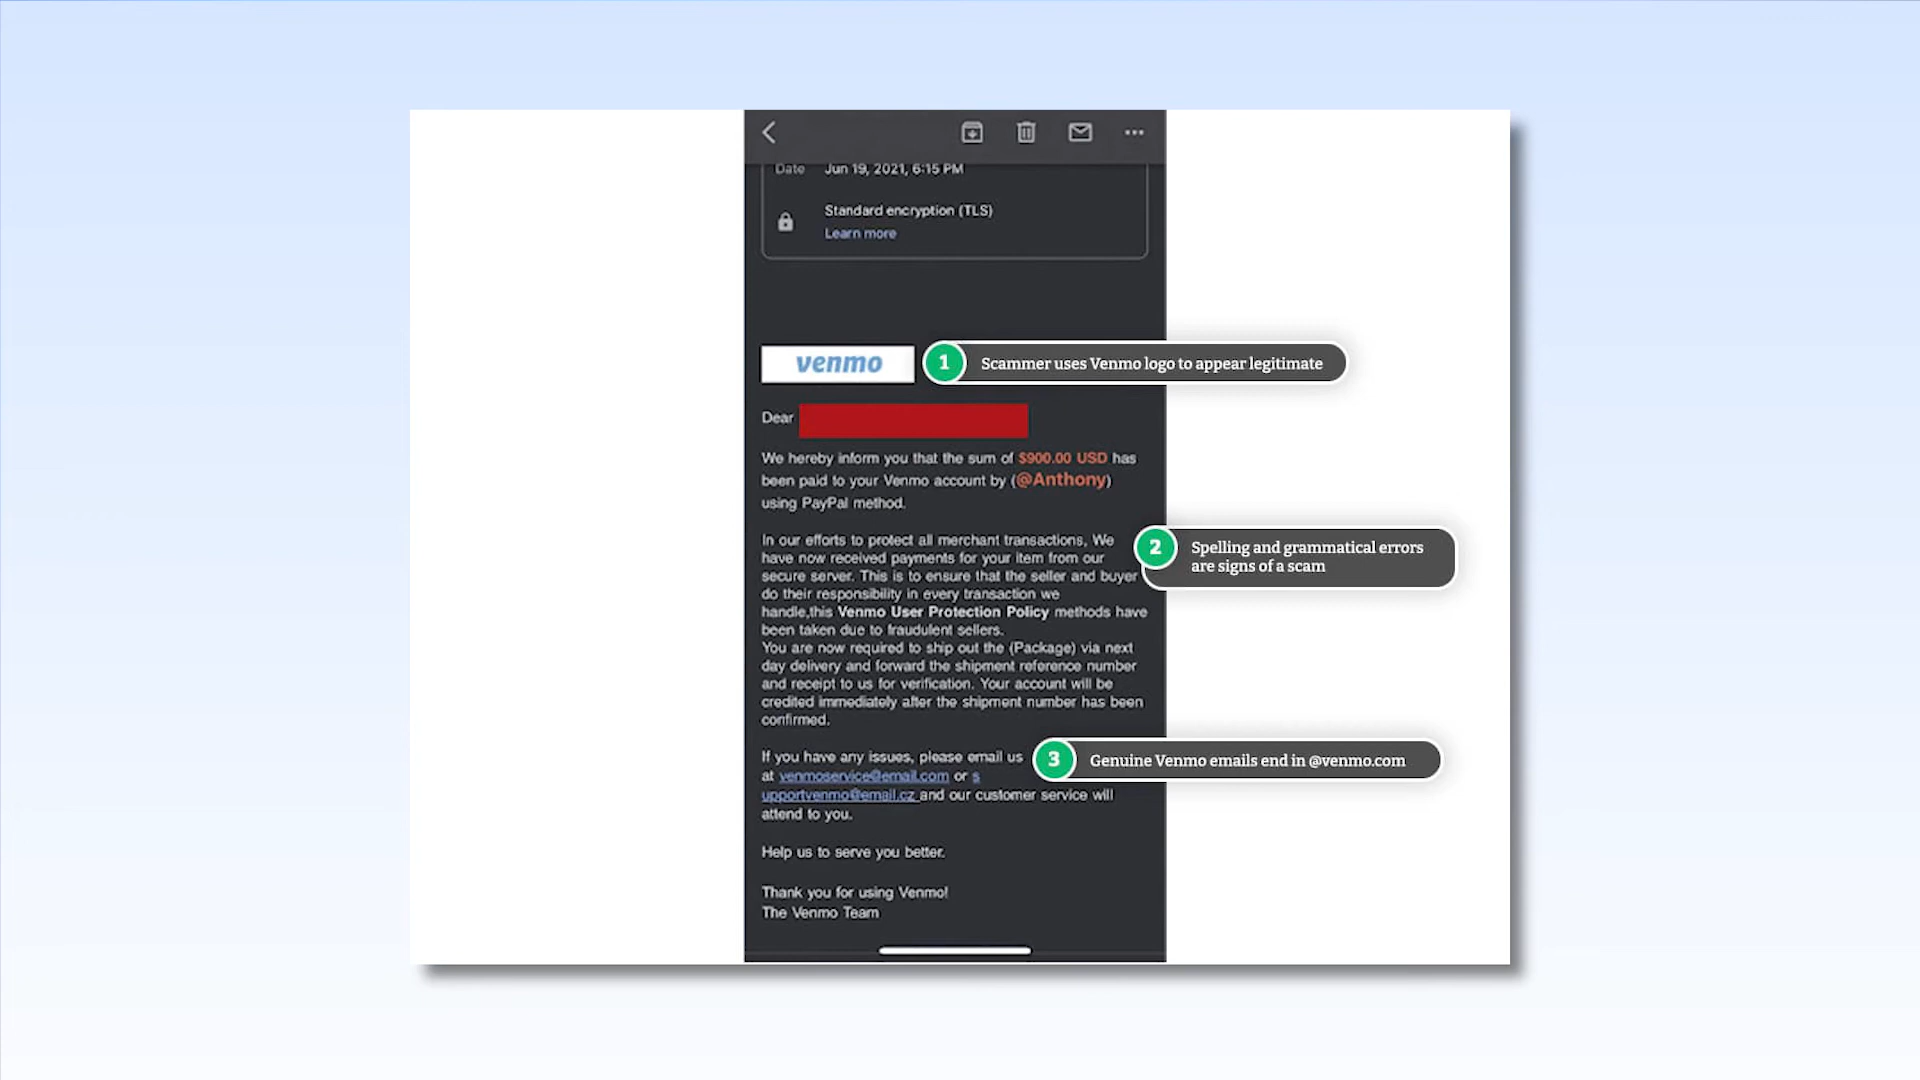 Date Jun 19, 2021, 6:15 PM
Standard encryption (TLS)
Learn more
venmo
1 Scammer uses Venmo logo to appear legitimate
Dear
We hereby inform you that the sum of $900.00 USD has
been paid to your Venmo account by (@Anthony)
using PayPal method.
In our efforts to protect all merchant transactions, We
have now received payments for your item from our
secure server. This is to ensure that the seller and buyer
do their responsibility in every transaction we
handle,this Venmo User Protection Policy methods have
been taken due to fraudulent sellers.
2 Spelling and grammatical errors
are signs of a scam
You are now required to ship out the (Package) via next
day delivery and forward the shipment reference number
and receipt to us for verification. Your account will be
credited immediately after the shipment number has been
confirmed.
If you have any issues, please email us
at venmoservice@email.com or s
upportvenmo@email.cz and our customer service will
attend to you.
3 Genuine Venmo emails end in @venmo.com
Help us to serve you better.
Thank you for using Venmo!
The Venmo Team